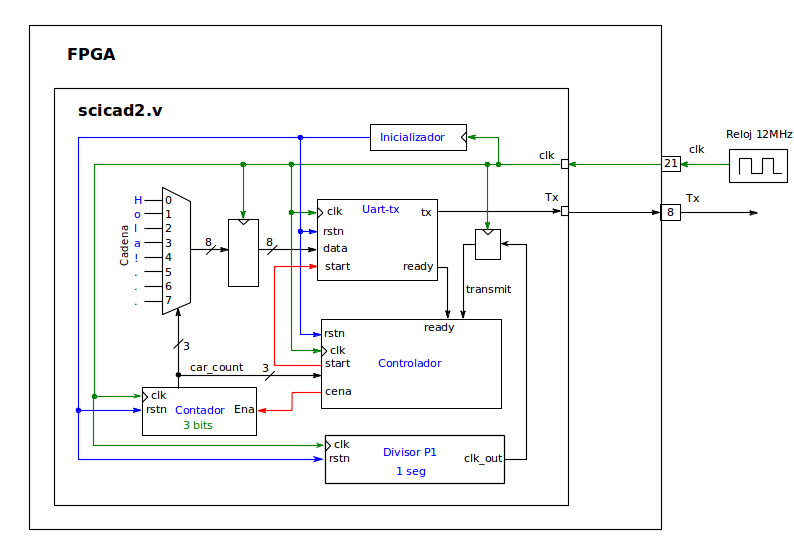 FPGA
scicad2.v
Reloj 12MHz
Inicializador
clk
21
clk
Tx
8
Tx
Cadena
H 0
o 1
l 2
a 3
! 4
. 5
. 6
. 7
8
8
clk
Uart-tx
tx
rstn
data
start
ready
transmit
3
car_count
3
rstn
ready
clk
start
Controlador
cena
clk
rstn
Contador
Ena
3 bits
clk
rstn
Divisor P1
clk_out
1 seg